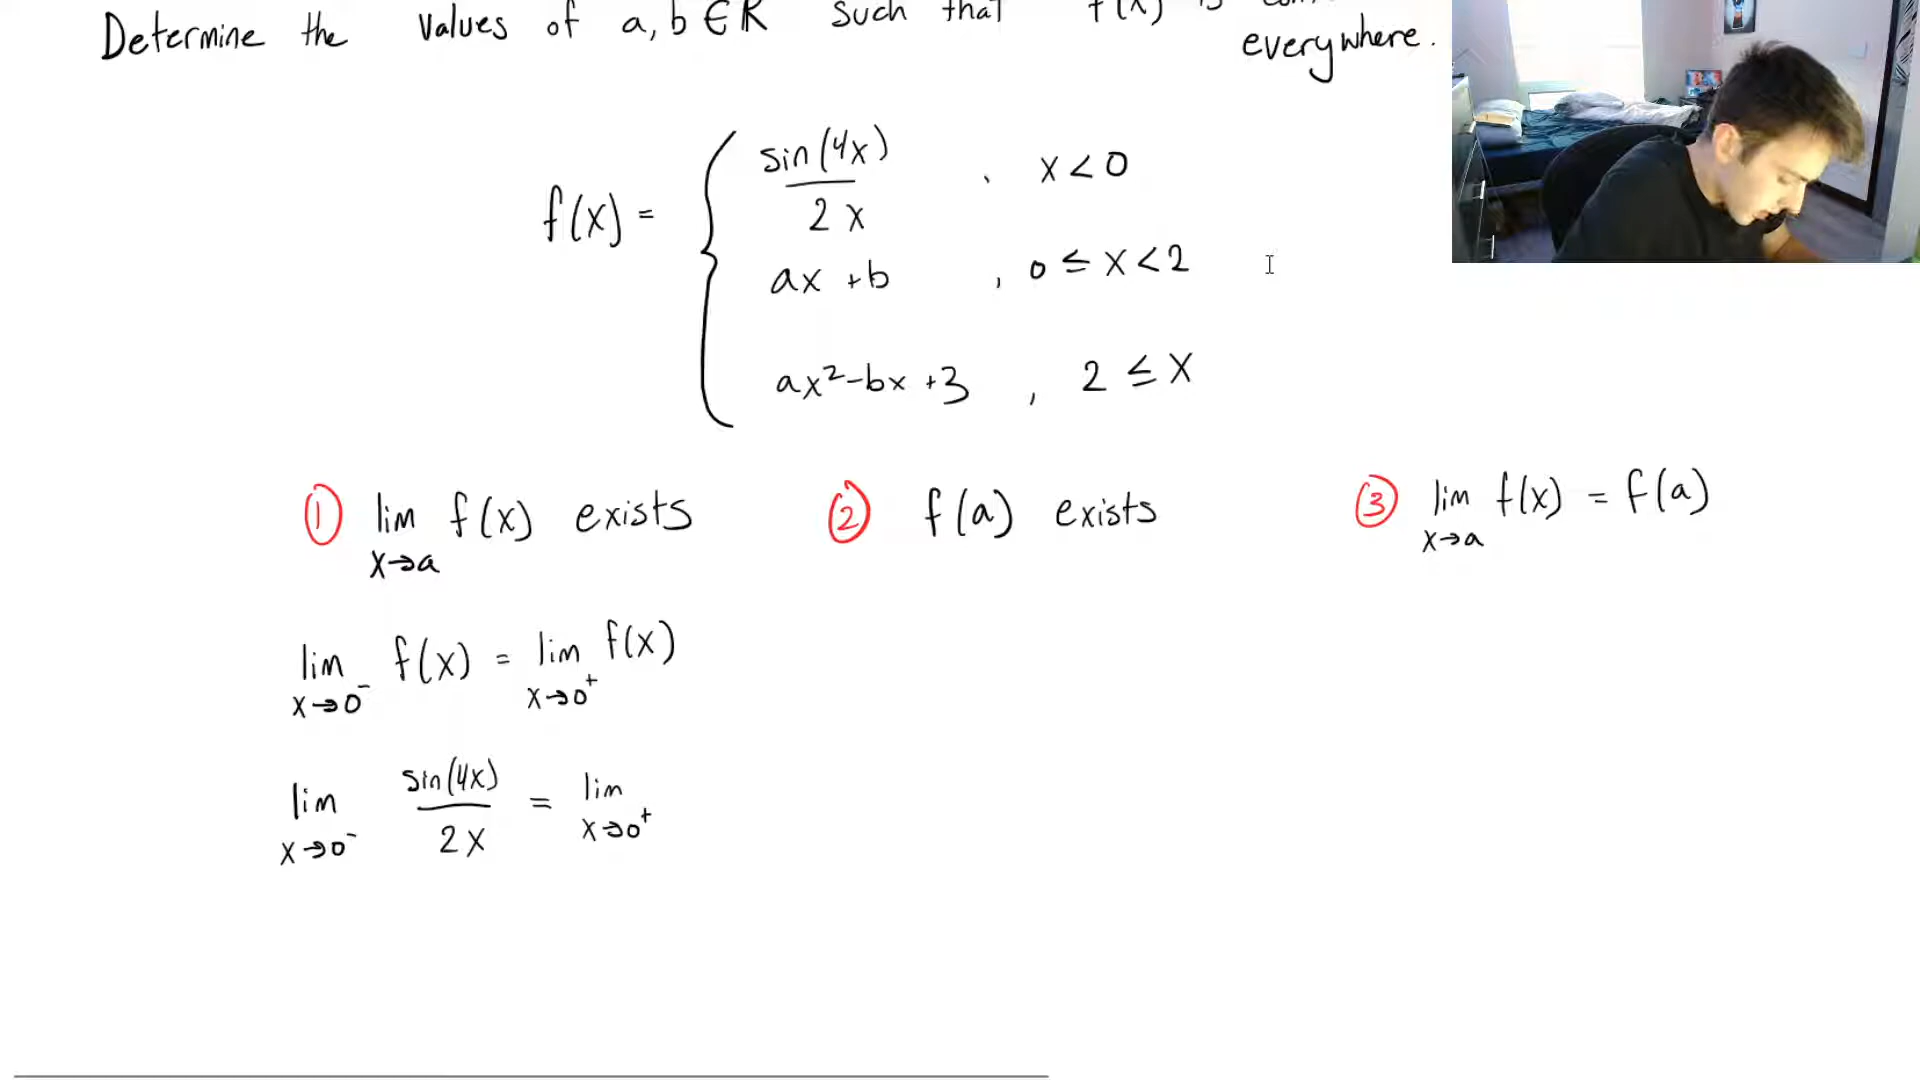 Determine the values of a, b ∈ ℝ such that f(x) is
everywhere.
f(x) = { sin(4x) / 2x , x < 0
ax + b , 0 ≤ x < 2
ax² - bx + 3 , 2 ≤ x
① lim x→a f(x) exists ② f(a) exists ③ lim x→a f(x) = f(a)
lim x→0⁻ f(x) = lim x→0⁺ f(x)
lim x→0⁻ sin(4x) / 2x = lim x→0⁺